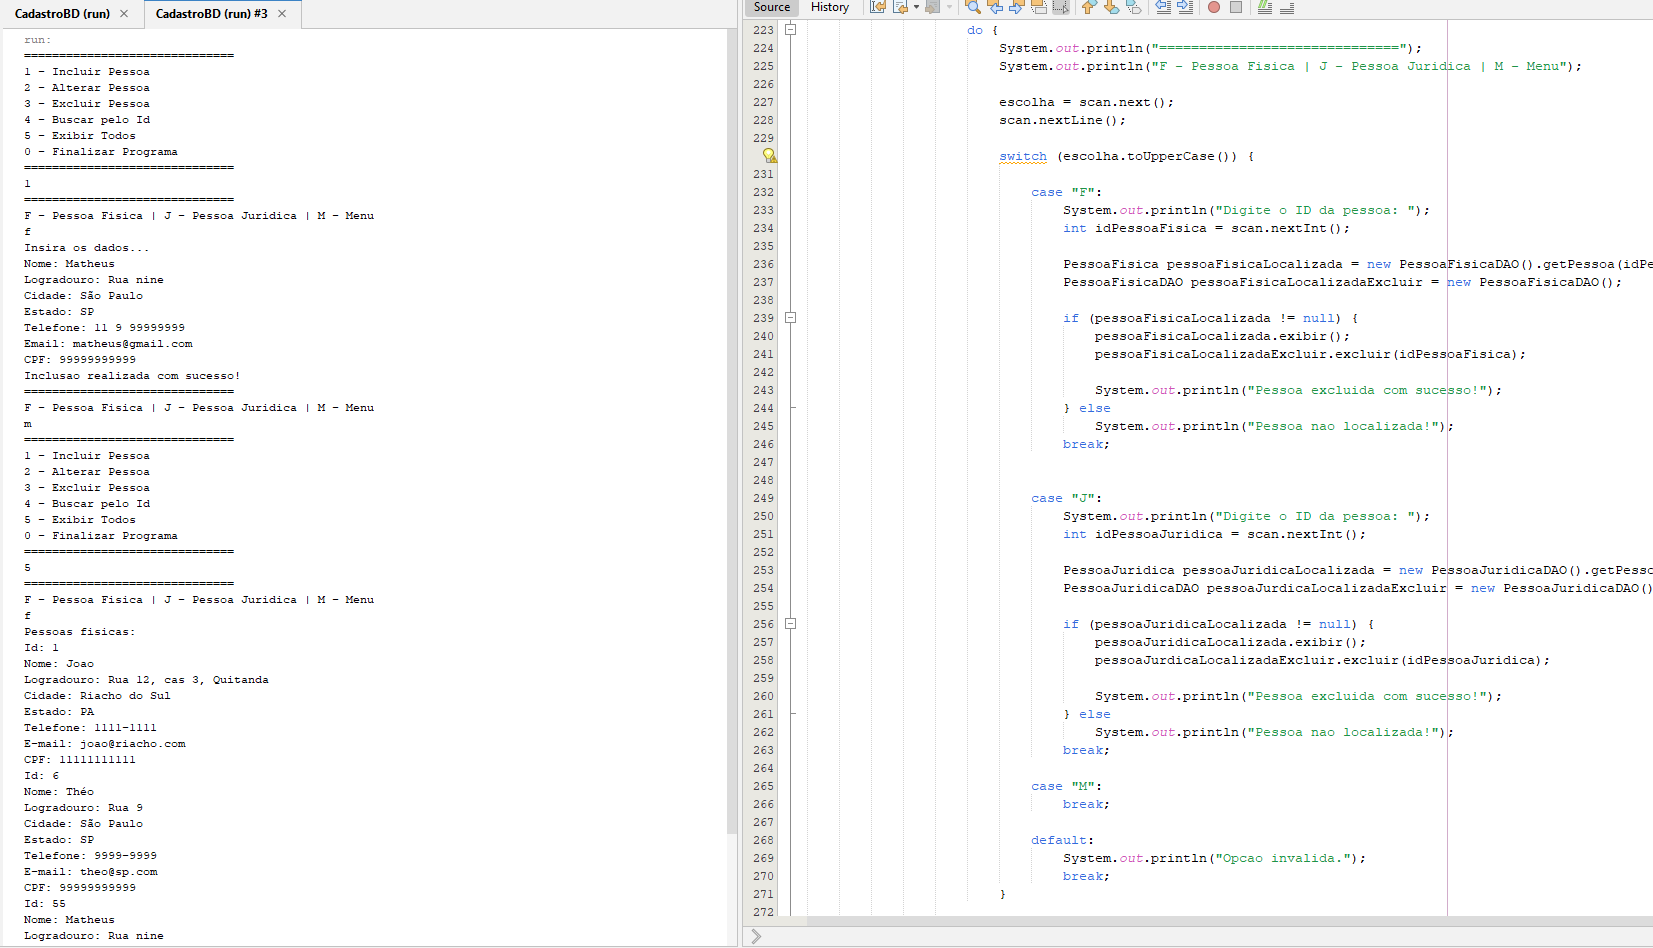 CadastroBD (run) × CadastroBD (run) #3 ×
run:
==============================
1 - Incluir Pessoa
2 - Alterar Pessoa
3 - Excluir Pessoa
4 - Buscar pelo Id
5 - Exibir Todos
0 - Finalizar Programa
==============================
1
==============================
F - Pessoa Fisica | J - Pessoa Juridica | M - Menu
f
Insira os dados...
Nome: Matheus
Logradouro: Rua nine
Cidade: São Paulo
Estado: SP
Telefone: 11 9 99999999
Email: matheus@gmail.com
CPF: 99999999999
Inclusao realizada com sucesso!
==============================
F - Pessoa Fisica | J - Pessoa Juridica | M - Menu
m
==============================
1 - Incluir Pessoa
2 - Alterar Pessoa
3 - Excluir Pessoa
4 - Buscar pelo Id
5 - Exibir Todos
0 - Finalizar Programa
==============================
5
==============================
F - Pessoa Fisica | J - Pessoa Juridica | M - Menu
f
Pessoas fisicas:
Id: 1
Nome: Joao
Logradouro: Rua 12, cas 3, Quitanda
Cidade: Riacho do Sul
Estado: PA
Telefone: 1111-1111
E-mail: joao@riacho.com
CPF: 11111111111
Id: 6
Nome: Théo
Logradouro: Rua 9
Cidade: São Paulo
Estado: SP
Telefone: 9999-9999
E-mail: theo@sp.com
CPF: 99999999999
Id: 55
Nome: Matheus
Logradouro: Rua nine
Source History
223 do {
224 System.out.println("==============================");
225 System.out.println("F - Pessoa Fisica | J - Pessoa Juridica | M - Menu");
226
227 escolha = scan.next();
228 scan.nextLine();
229
switch (escolha.toUpperCase()) {
231
232 case "F":
233 System.out.println("Digite o ID da pessoa: ");
234 int idPessoaFisica = scan.nextInt();
235
236 PessoaFisica pessoaFisicaLocalizada = new PessoaFisicaDAO().getPessoa(idPe
237 PessoaFisicaDAO pessoaFisicaLocalizadaExcluir = new PessoaFisicaDAO();
238
239 if (pessoaFisicaLocalizada != null) {
240 pessoaFisicaLocalizada.exibir();
241 pessoaFisicaLocalizadaExcluir.excluir(idPessoaFisica);
242
243 System.out.println("Pessoa excluida com sucesso!");
244 } else
245 System.out.println("Pessoa nao localizada!");
246 break;
247
248
249 case "J":
250 System.out.println("Digite o ID da pessoa: ");
251 int idPessoaJuridica = scan.nextInt();
252
253 PessoaJuridica pessoaJuridicaLocalizada = new PessoaJuridicaDAO().getPesso
254 PessoaJuridicaDAO pessoaJurdicaLocalizadaExcluir = new PessoaJuridicaDAO()
255
256 if (pessoaJuridicaLocalizada != null) {
257 pessoaJuridicaLocalizada.exibir();
258 pessoaJurdicaLocalizadaExcluir.excluir(idPessoaJuridica);
259
260 System.out.println("Pessoa excluida com sucesso!");
261 } else
262 System.out.println("Pessoa nao localizada!");
263 break;
264
265 case "M":
266 break;
267
268 default:
269 System.out.println("Opcao invalida.");
270 break;
271 }
272